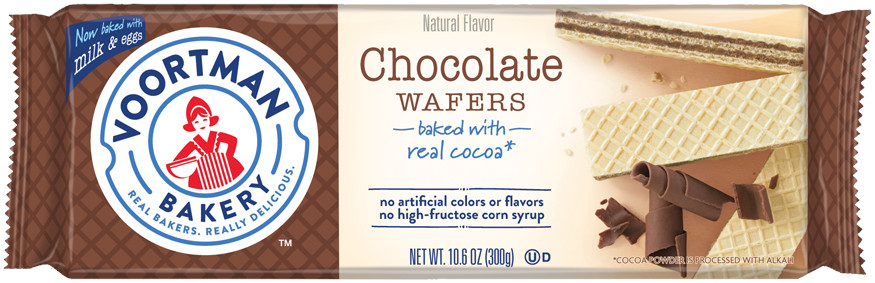 Now baked with
milk & eggs
VOORTMAN
BAKERY
REAL BAKERS. REALLY DELICIOUS.
TM
Natural Flavor
Chocolate
WAFERS
baked with
real cocoa*
no artificial colors or flavors
no high-fructose corn syrup
NET WT. 10.6 OZ (300g) U D
*COCOA POWDER IS PROCESSED WITH ALKALI